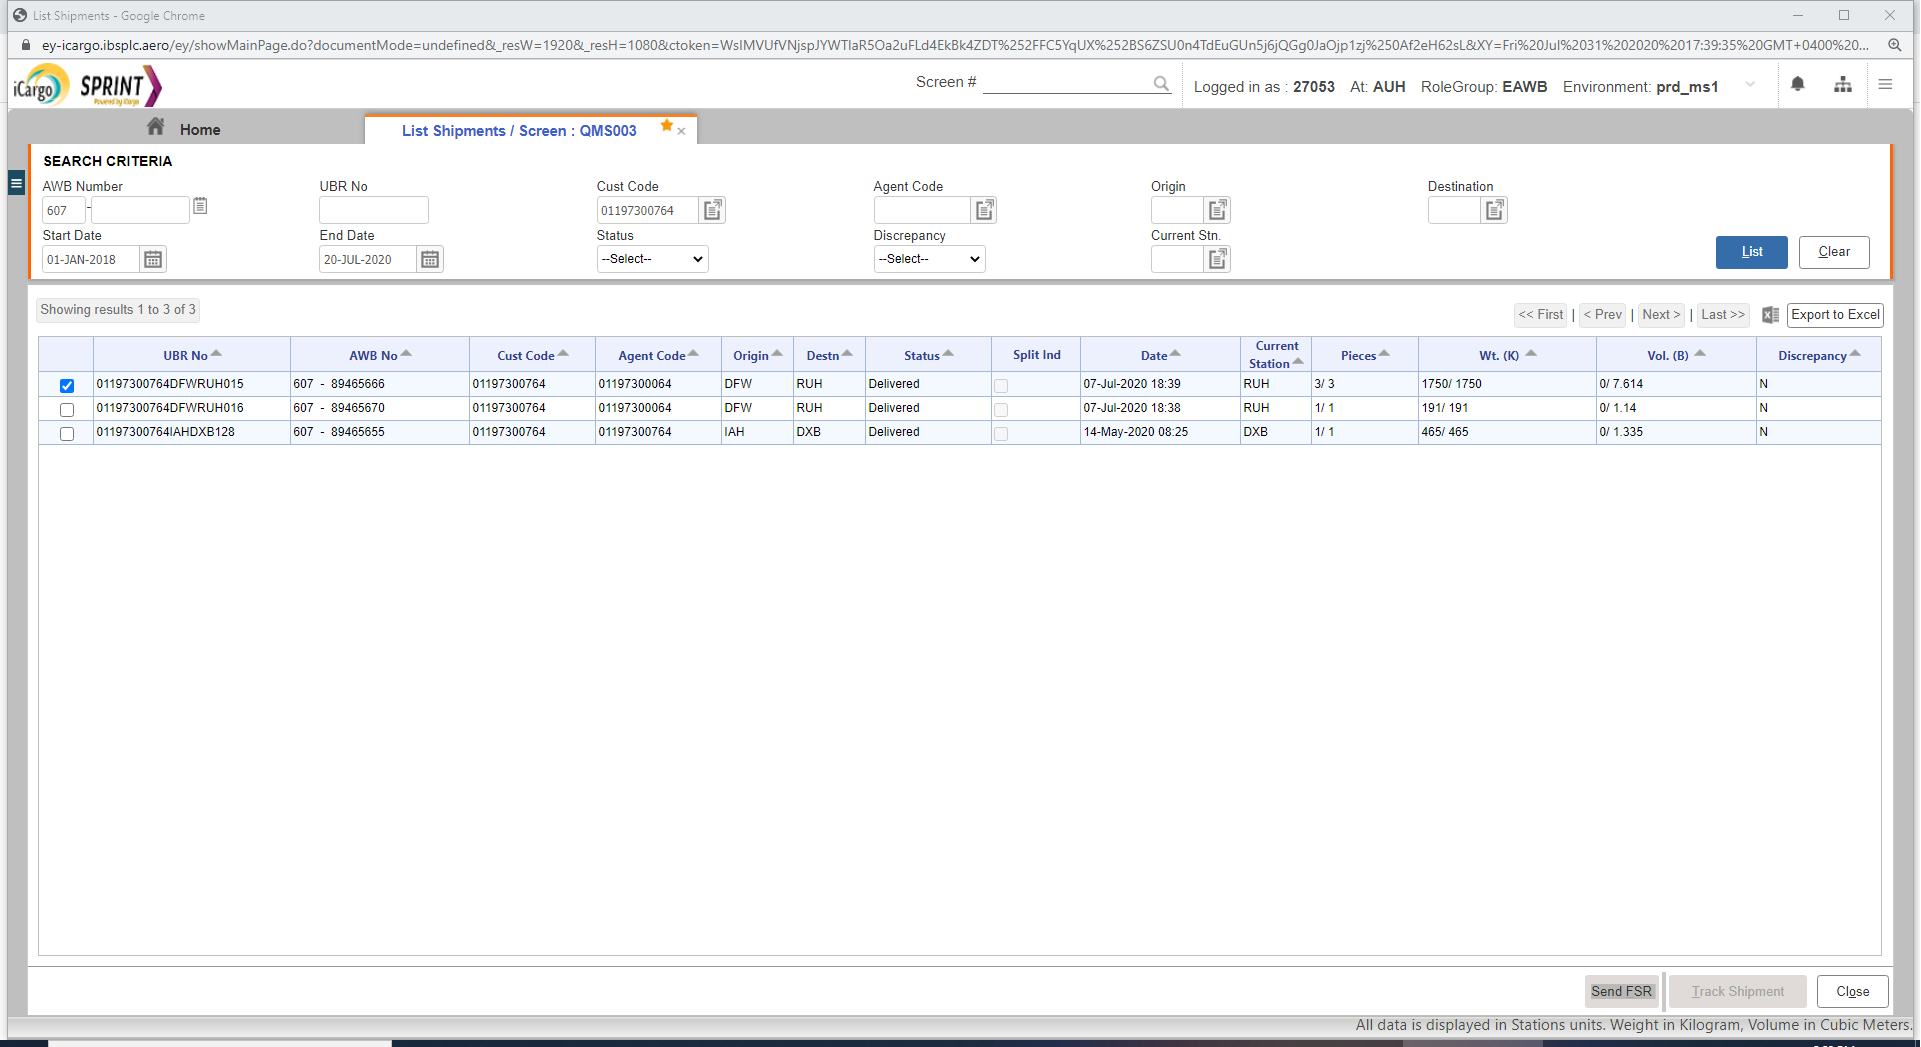 List Shipments - Google Chrome
ey-icargo.ibsplc.aero/ey/showMainPage.do?documentMode=undefined&_resW=1920&_resH=1080&ctoken=WsIMVUfVNjspJYWTlaR5Oa2uFLd4EkBk4ZDT%252FFC5YqUX%252BS6ZSU0n4TdEuGUn5j6jQGg0JaOjp1zj%250Af2eH62sL&XY=Fri%20Jul%2031%202020%2017:39:35%20GMT+0400%20...
iCargo SPRINT Powered by iCargo Screen # Logged in as : 27053 At: AUH RoleGroup: EAWB Environment: prd_ms1
Home List Shipments / Screen : QMS003 ×
SEARCH CRITERIA
AWB Number UBR No Cust Code Agent Code Origin Destination
607 - 01197300764
Start Date End Date Status Discrepancy Current Stn.
01-JAN-2018 20-JUL-2020 --Select-- --Select-- List Clear
Showing results 1 to 3 of 3 << First | < Prev | Next > | Last >> Export to Excel
UBR No AWB No Cust Code Agent Code Origin Destn Status Split Ind Date Current Station Pieces Wt. (K) Vol. (B) Discrepancy
01197300764DFWRUH015 607 - 89465666 01197300764 01197300064 DFW RUH Delivered 07-Jul-2020 18:39 RUH 3/ 3 1750/ 1750 0/ 7.614 N
01197300764DFWRUH016 607 - 89465670 01197300764 01197300064 DFW RUH Delivered 07-Jul-2020 18:38 RUH 1/ 1 191/ 191 0/ 1.14 N
01197300764IAHDXB128 607 - 89465655 01197300764 01197300764 IAH DXB Delivered 14-May-2020 08:25 DXB 1/ 1 465/ 465 0/ 1.335 N
Send FSR Track Shipment Close
All data is displayed in Stations units. Weight in Kilogram, Volume in Cubic Meters.